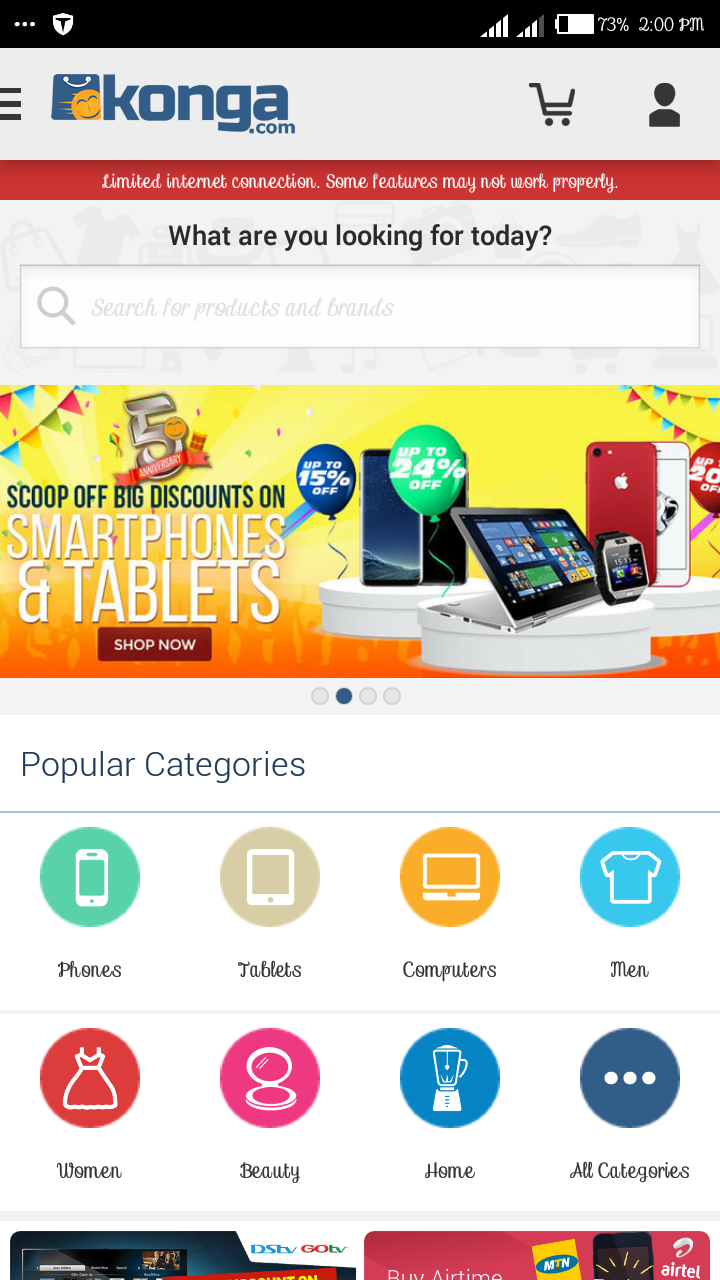 73% 2:00 PM
konga
.com
Limited internet connection. Some features may not work properly.
What are you looking for today?
Search for products and brands
5
ANNIVERSARY
SCOOP OFF BIG DISCOUNTS ON
SMARTPHONES
& TABLETS
SHOP NOW
UP TO
15%
OFF
UP TO
24%
OFF
UP TO
20
OFF
Popular Categories
Phones Tablets Computers Men
Women Beauty Home All Categories
DStv GOtv
DISCOUNT ON
Buy Airtime
MTN
airtel